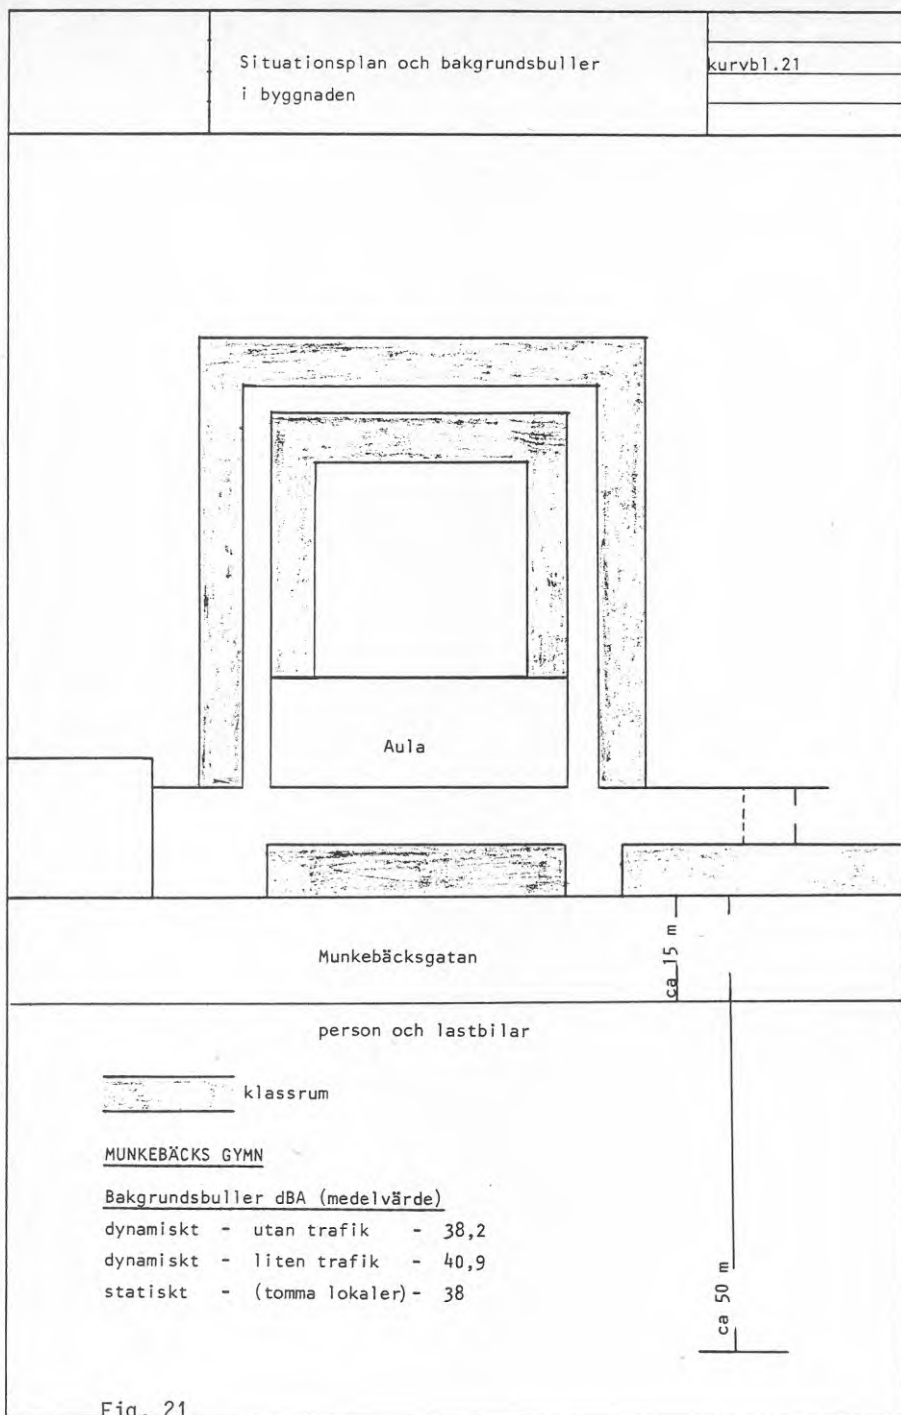 Situationsplan och bakgrundsbuller
i byggnaden
kurvbl.21
Aula
Munkebäcksgatan
ca 15 m
person och lastbilar
klassrum
MUNKEBÄCKS GYMN
Bakgrundsbuller dBA (medelvärde)
dynamiskt - utan trafik - 38,2
dynamiskt - liten trafik - 40,9
statiskt - (tomma lokaler) - 38
ca 50 m
Fig. 21